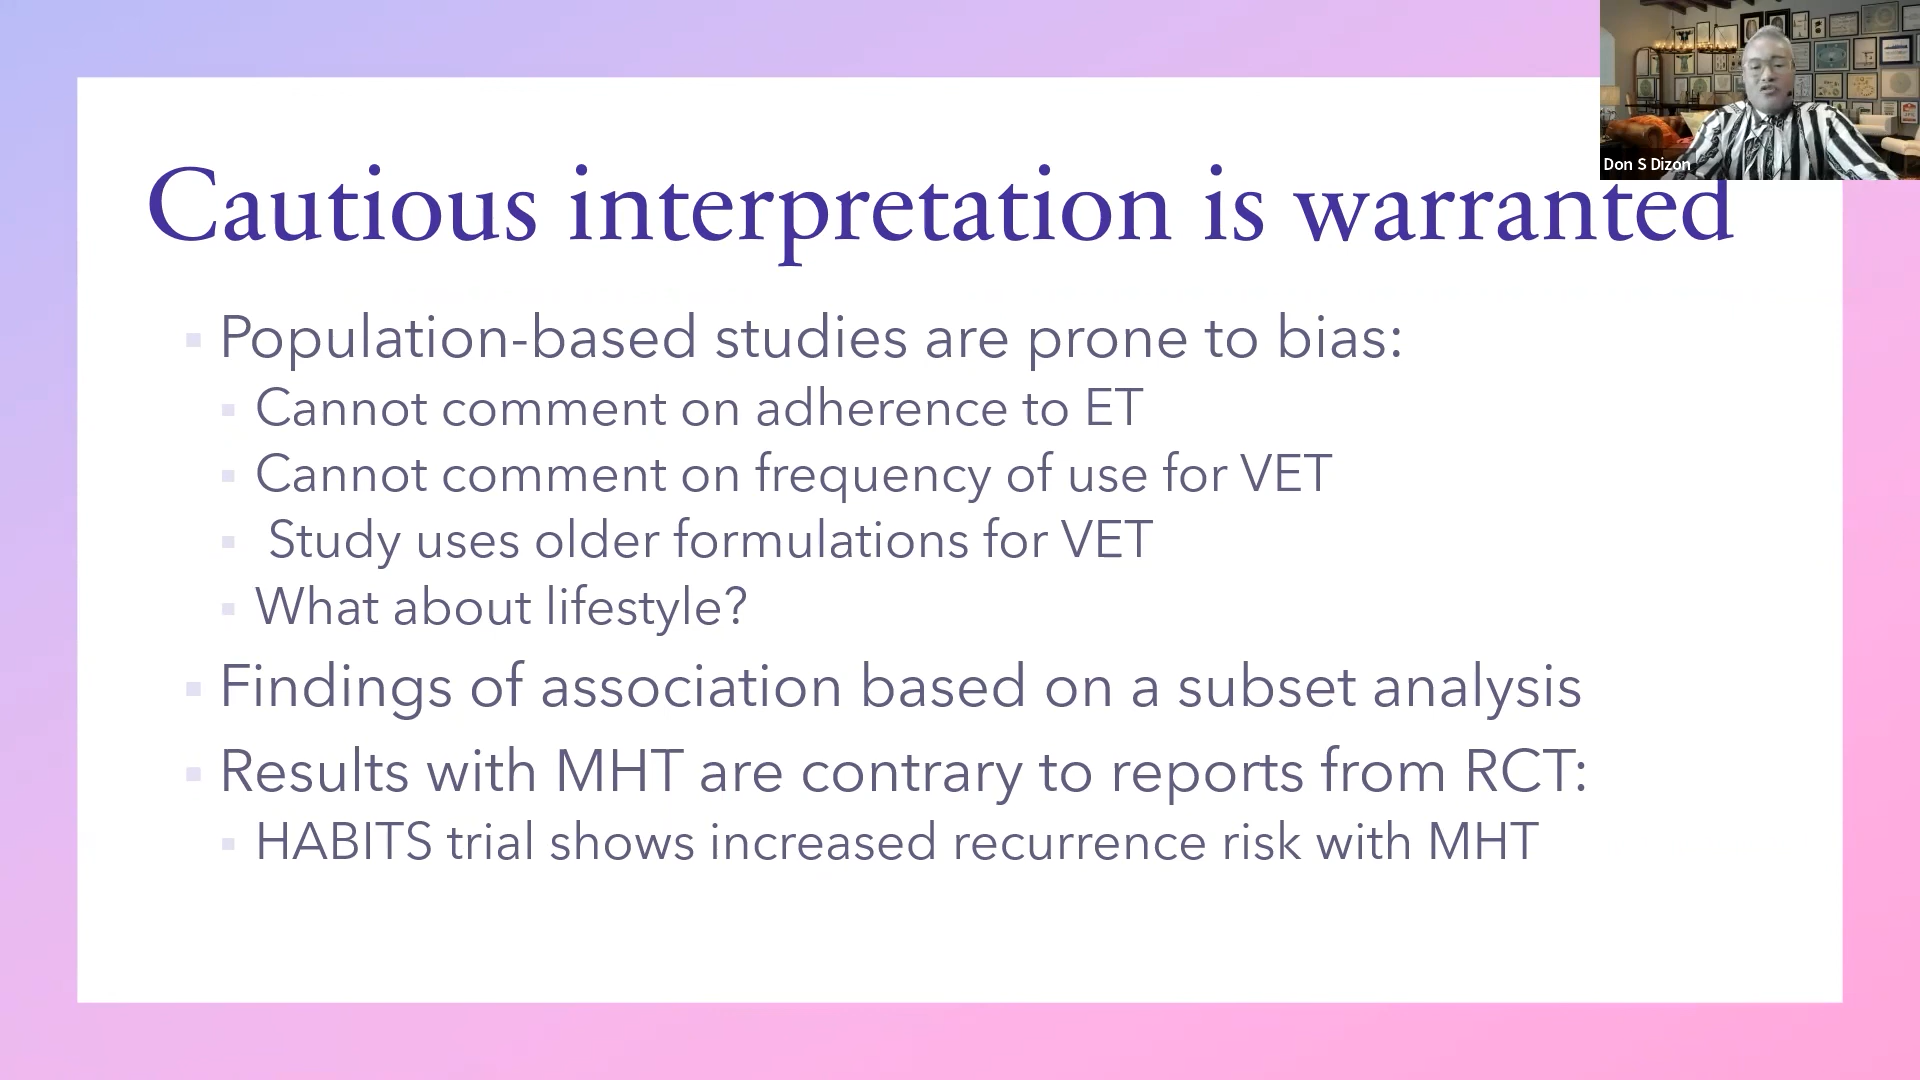 Don S Dizon
Cautious interpretation is warranted
Population-based studies are prone to bias:
Cannot comment on adherence to ET
Cannot comment on frequency of use for VET
Study uses older formulations for VET
What about lifestyle?
Findings of association based on a subset analysis
Results with MHT are contrary to reports from RCT:
HABITS trial shows increased recurrence risk with MHT